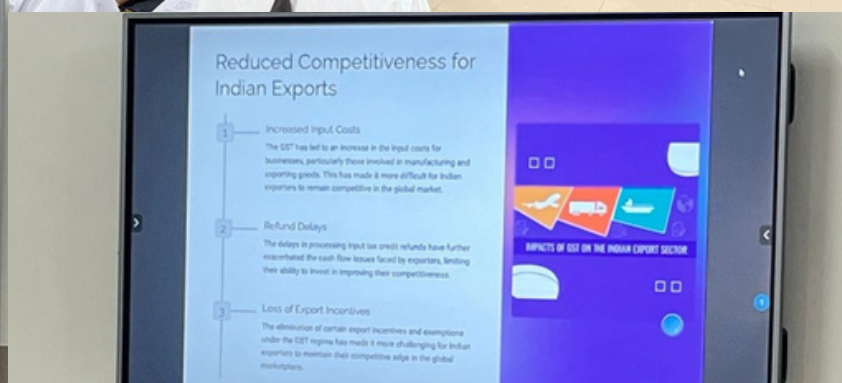 Reduced Competitiveness for
Indian Exports
1
Increased Input Costs
The GST has led to an increase in the input costs for
businesses, particularly those involved in manufacturing and
exporting goods. This has made it more difficult for Indian
exporters to remain competitive in the global market.
2
Refund Delays
The delays in processing input tax credit refunds have further
exacerbated the cash flow issues faced by exporters, limiting
their ability to invest in improving their competitiveness.
3
Loss of Export Incentives
The elimination of certain export incentives and exemptions
under the GST regime has made it more challenging for Indian
exporters to maintain their competitive edge in the global
marketplace.
IMPACTS OF GST ON THE INDIAN EXPORT SECTOR